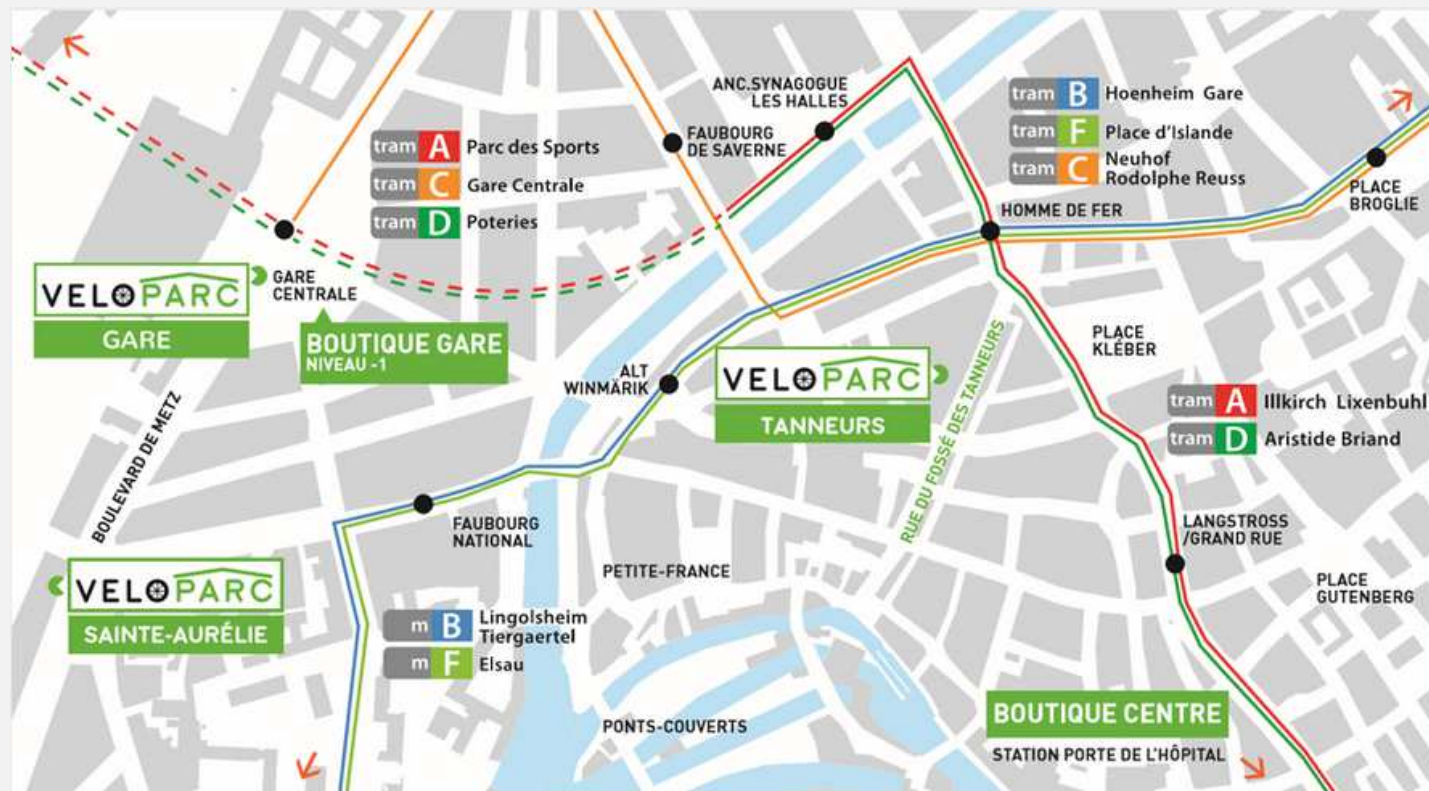 ANC.SYNAGOGUE
LES HALLES
FAUBOURG
DE SAVERNE
tram A Parc des Sports
tram C Gare Centrale
tram D Poteries
tram B Hoenheim Gare
tram F Place d'Islande
tram C Neuhof
Rodolphe Reuss
PLACE
BROGLIE
HOMME DE FER
VELOPARC
GARE
GARE
CENTRALE
BOUTIQUE GARE
NIVEAU -1
ALT
WINMÄRIK
VELOPARC
TANNEURS
RUE DU FOSSÉ DES TANNEURS
PLACE
KLÉBER
tram A Illkirch Lixenbuhl
tram D Aristide Briand
BOULEVARD DE METZ
FAUBOURG
NATIONAL
LANGSTROSS
/GRAND RUE
PETITE-FRANCE
PLACE
GUTENBERG
VELOPARC
SAINTE-AURÉLIE
m B Lingolsheim
Tiergaertel
m F Elsau
PONTS-COUVERTS
BOUTIQUE CENTRE
STATION PORTE DE L'HÔPITAL